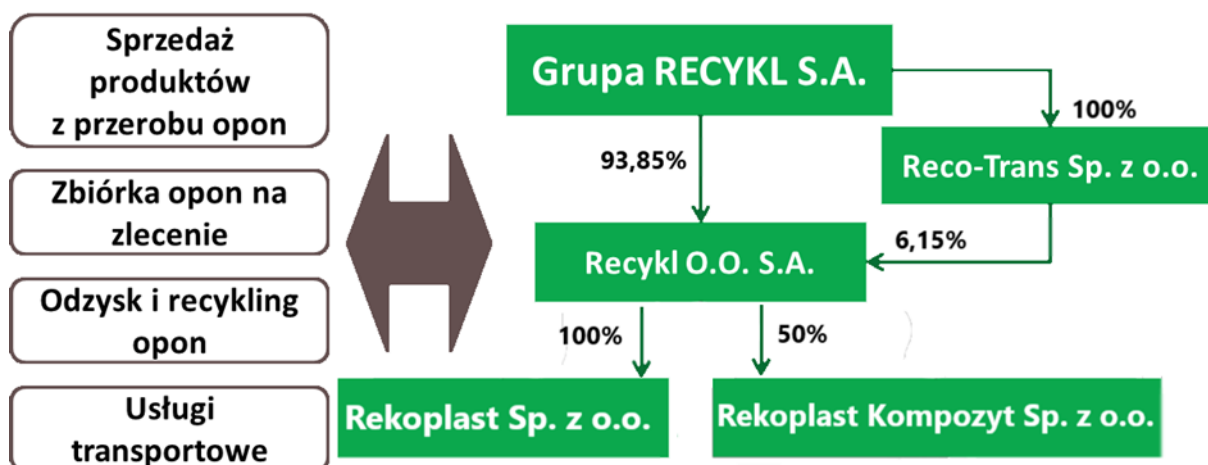 Sprzedaż
produktów
z przerobu opon
Zbiórka opon na
zlecenie
Odzysk i recykling
opon
Usługi
transportowe
Grupa RECYKL S.A.
100%
93,85%
Reco-Trans Sp. z o.o.
6,15%
Recykl O.O. S.A.
100%
50%
Rekoplast Sp. z o.o.
Rekoplast Kompozyt Sp. z o.o.